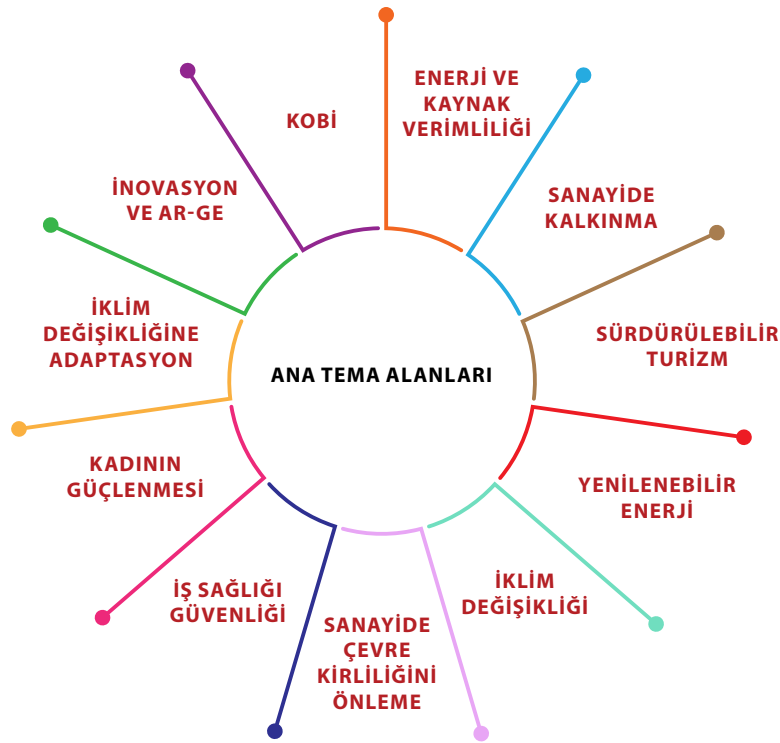 ENERJİ VE
KAYNAK
VERİMLİLİĞİ
SANAYİDE
KALKINMA
SÜRDÜRÜLEBİLİR
TURİZM
YENİLENEBİLİR
ENERJİ
İKLİM
DEĞİŞİKLİĞİ
SANAYİDE
ÇEVRE
KİRLİLİĞİNİ
ÖNLEME
İŞ SAĞLIĞI
GÜVENLİĞİ
KADININ
GÜÇLENMESİ
İKLİM
DEĞİŞİKLİĞİNE
ADAPTASYON
İNOVASYON
VE AR-GE
KOBİ
ANA TEMA ALANLARI